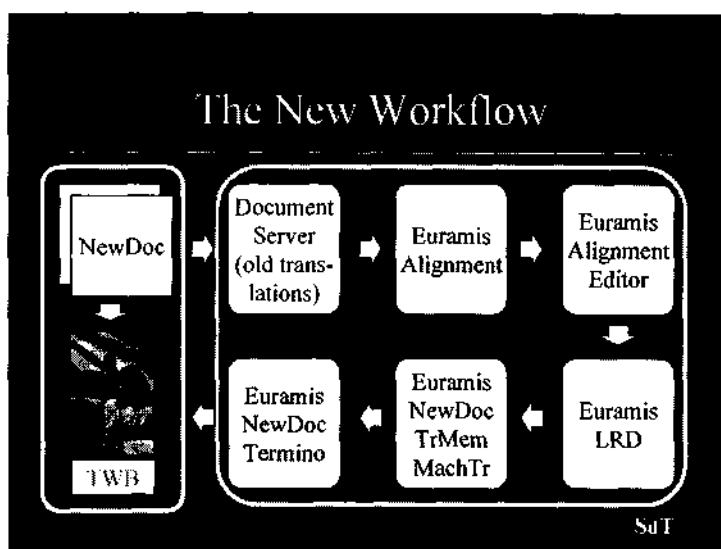 The New Workflow
NewDoc
Document
Server
(old trans-
lations)
Euramis
Alignment
Euramis
Alignment
Editor
Euramis
LRD
Euramis
NewDoc
TrMem
MachTr
Euramis
NewDoc
Termino
TWB
SdT